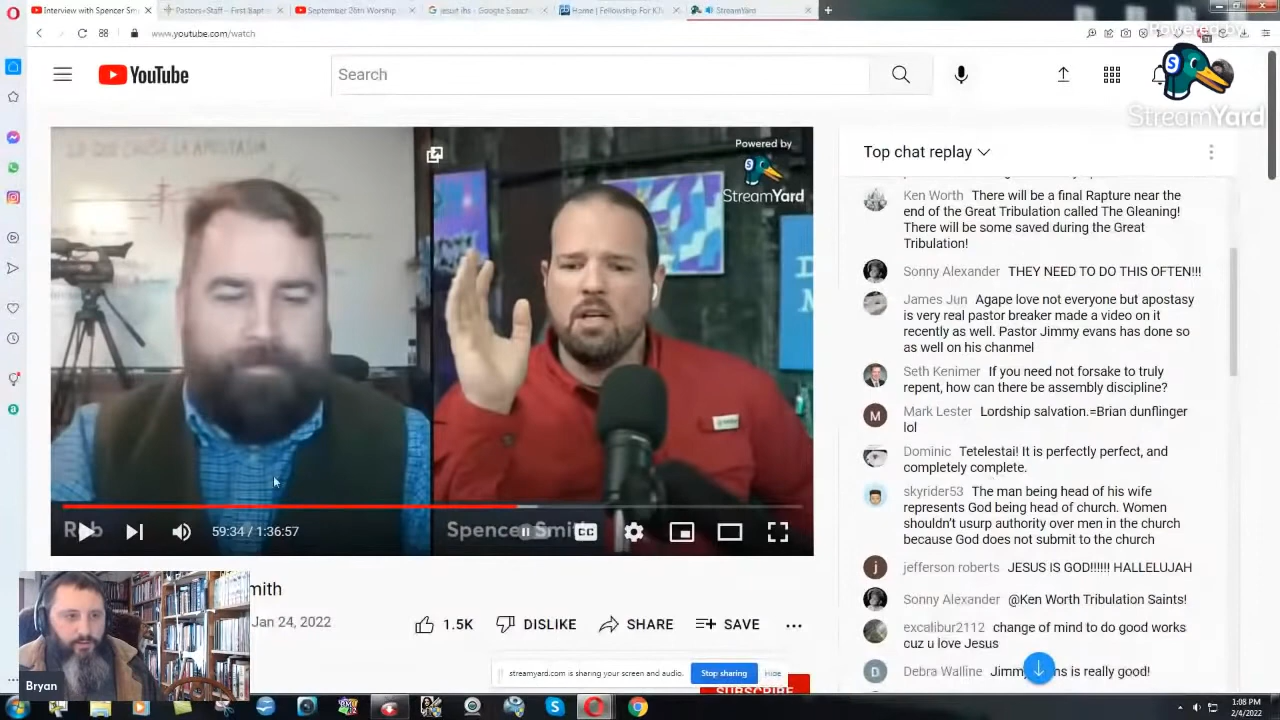 Interview with Spencer Sm
Pastors+Staff – First Bapt
September 26th Worship
jesuit ihs - Google Search
Home | Fellowship For
StreamYard
www.youtube.com/watch
Powered by
StreamYard
YouTube
Search
Powered by
StreamYard
59:34 / 1:36:57
Spencer Smith
CC
mith
Jan 24, 2022
1.5K
DISLIKE
SHARE
SAVE
streamyard.com is sharing your screen and audio.
Stop sharing
Hide
SUBSCRIBE
Bryan
Top chat replay
Ken Worth There will be a final Rapture near the
end of the Great Tribulation called The Gleaning!
There will be some saved during the Great
Tribulation!
Sonny Alexander THEY NEED TO DO THIS OFTEN!!!
James Jun Agape love not everyone but apostasy
is very real pastor breaker made a video on it
recently as well. Pastor Jimmy evans has done so
as well on his channel
Seth Kenimer If you need not forsake to truly
repent, how can there be assembly discipline?
M
Mark Lester Lordship salvation.=Brian dunflinger
lol
Dominic Tetelestai! It is perfectly perfect, and
completely complete.
skyrider53 The man being head of his wife
represents God being head of church. Women
shouldn't usurp authority over men in the church
because God does not submit to the church
j
jefferson roberts JESUS IS GOD!!!!!! HALLELUJAH
Sonny Alexander @Ken Worth Tribulation Saints!
excalibur2112 change of mind to do good works
cuz u love Jesus
D
Debra Walline is really good!
1:08 PM
2/4/2022